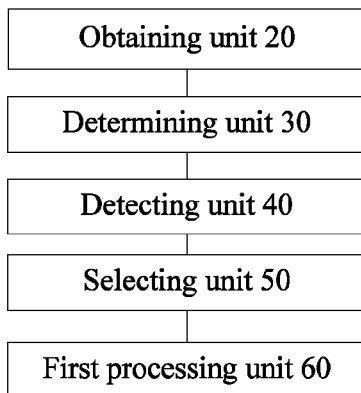 Obtaining unit 20
Determining unit 30
Detecting unit 40
Selecting unit 50
First processing unit 60